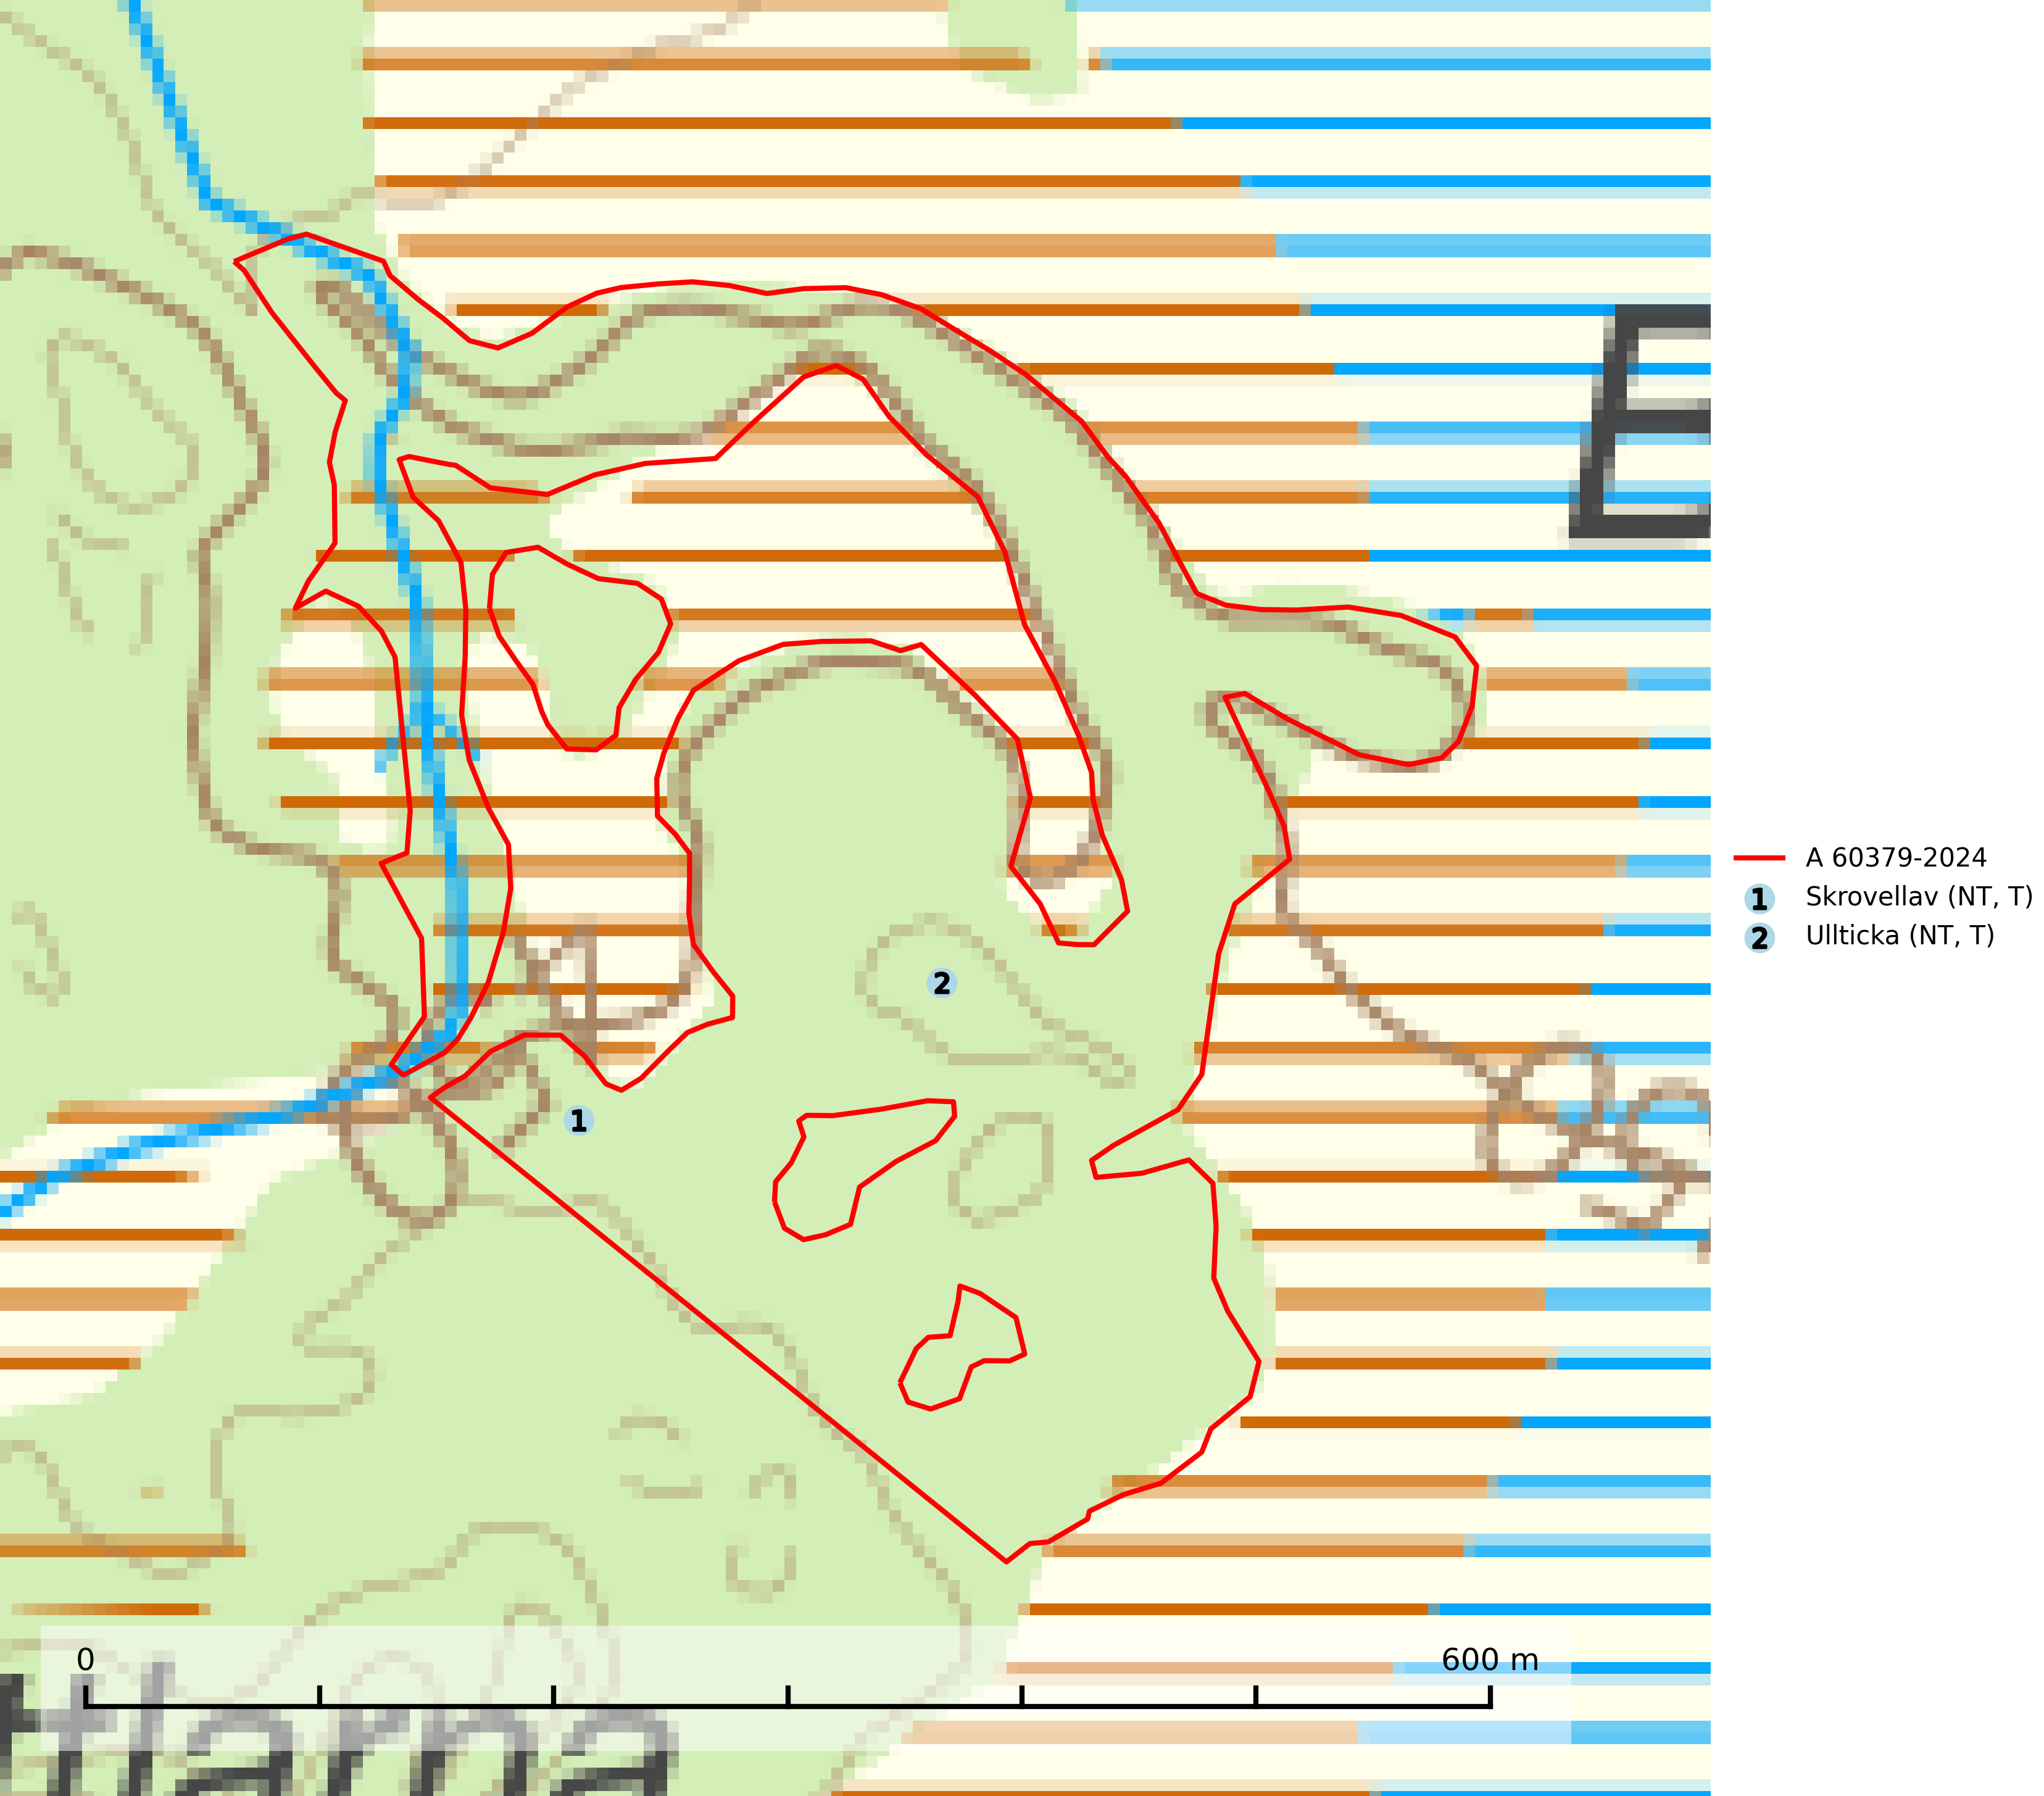 E
A 60379-2024
1 Skrovellav (NT, T)
2 Ullticka (NT, T)
2
1
0
600 m